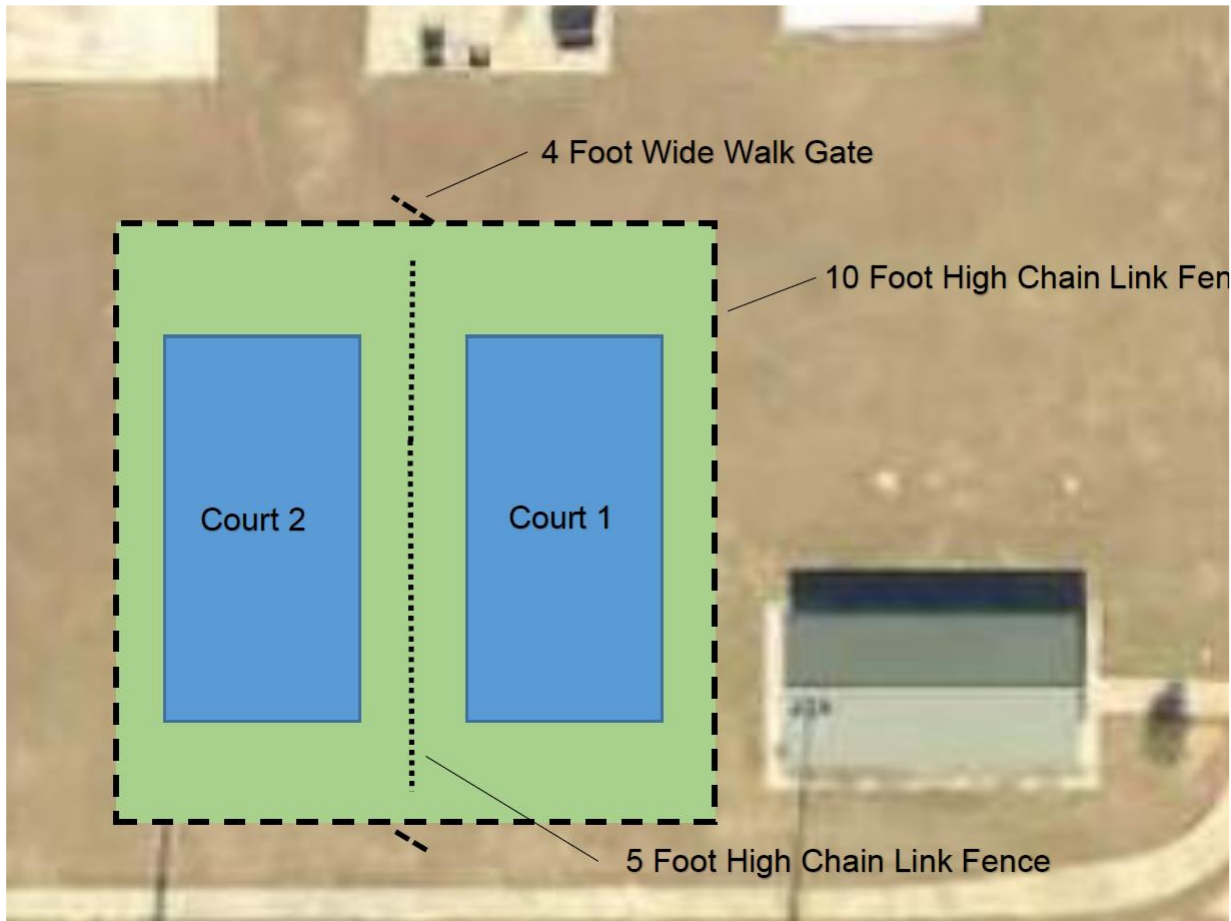 4 Foot Wide Walk Gate
10 Foot High Chain Link Fen
Court 2
Court 1
5 Foot High Chain Link Fence